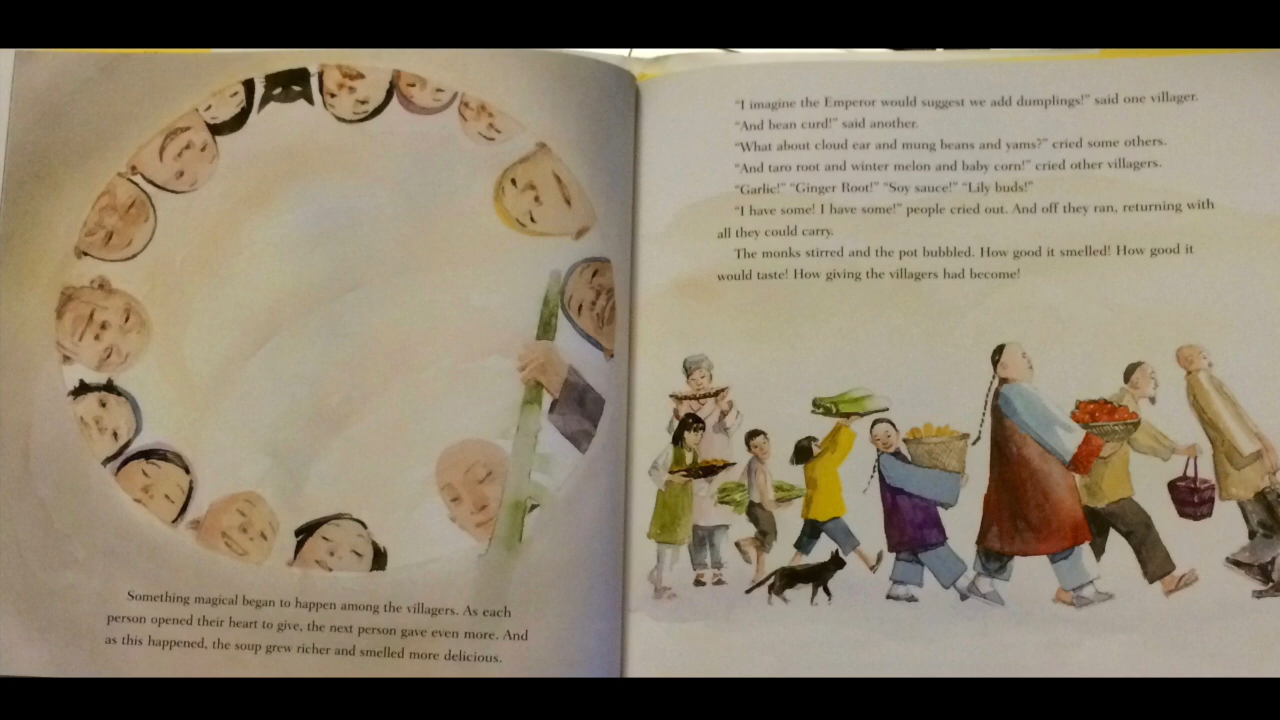 Something magical began to happen among the villagers. As each
person opened their heart to give, the next person gave even more. And
as this happened, the soup grew richer and smelled more delicious.
"I imagine the Emperor would suggest we add dumplings!" said one villager.
"And bean curd!" said another.
"What about cloud ear and mung beans and yams?" cried some others.
"And taro root and winter melon and baby corn!" cried other villagers.
"Garlic!" "Ginger Root!" "Soy sauce!" "Lily buds!"
"I have some! I have some!" people cried out. And off they ran, returning with
all they could carry.
The monks stirred and the pot bubbled. How good it smelled! How good it
would taste! How giving the villagers had become!